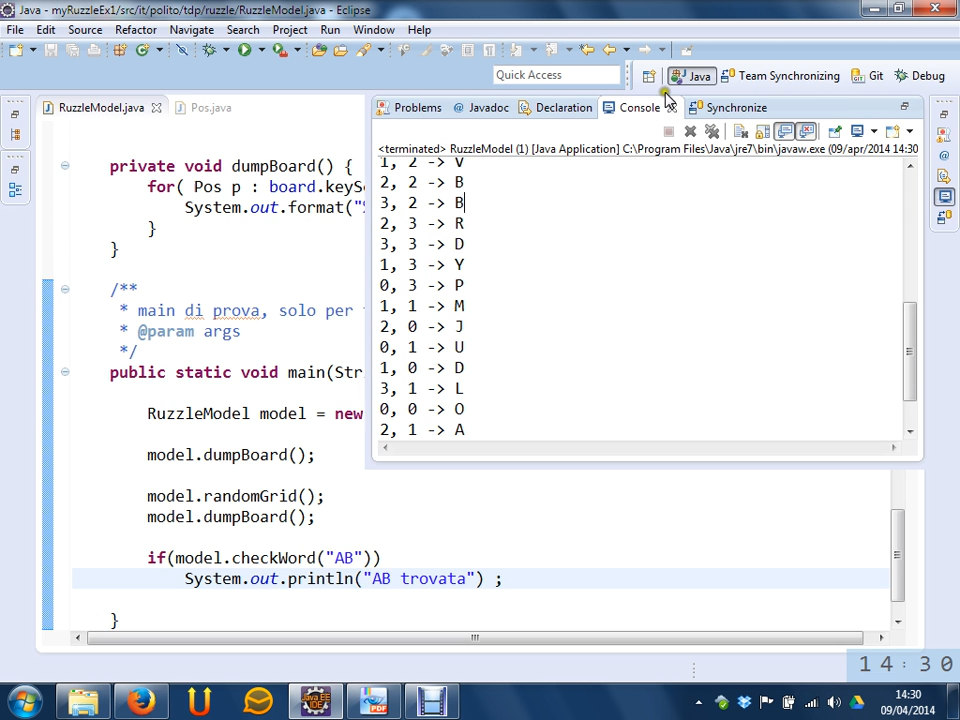 Java - myRuzzleEx1/src/it/polito/tdp/ruzzle/RuzzleModel.java - Eclipse
File Edit Source Refactor Navigate Search Project Run Window Help
Quick Access
Java Team Synchronizing Git Debug
RuzzleModel.java Pos.java
Problems @ Javadoc Declaration Console Synchronize
<terminated> RuzzleModel (1) [Java Application] C:\Program Files\Java\jre7\bin\javaw.exe (09/apr/2014 14:30
1, 2 -> V
2, 2 -> B
3, 2 -> B
2, 3 -> R
3, 3 -> D
1, 3 -> Y
0, 3 -> P
1, 1 -> M
2, 0 -> J
0, 1 -> U
1, 0 -> D
3, 1 -> L
0, 0 -> O
2, 1 -> A
private void dumpBoard() {
for( Pos p : board.keySe
System.out.format("
}
}
/**
* main di prova, solo per
* @param args
*/
public static void main(Str
RuzzleModel model = new
model.dumpBoard();
model.randomGrid();
model.dumpBoard();
if(model.checkWord("AB"))
System.out.println("AB trovata") ;
}
14:30
JavaEE
IDE
PDF
14:30
09/04/2014